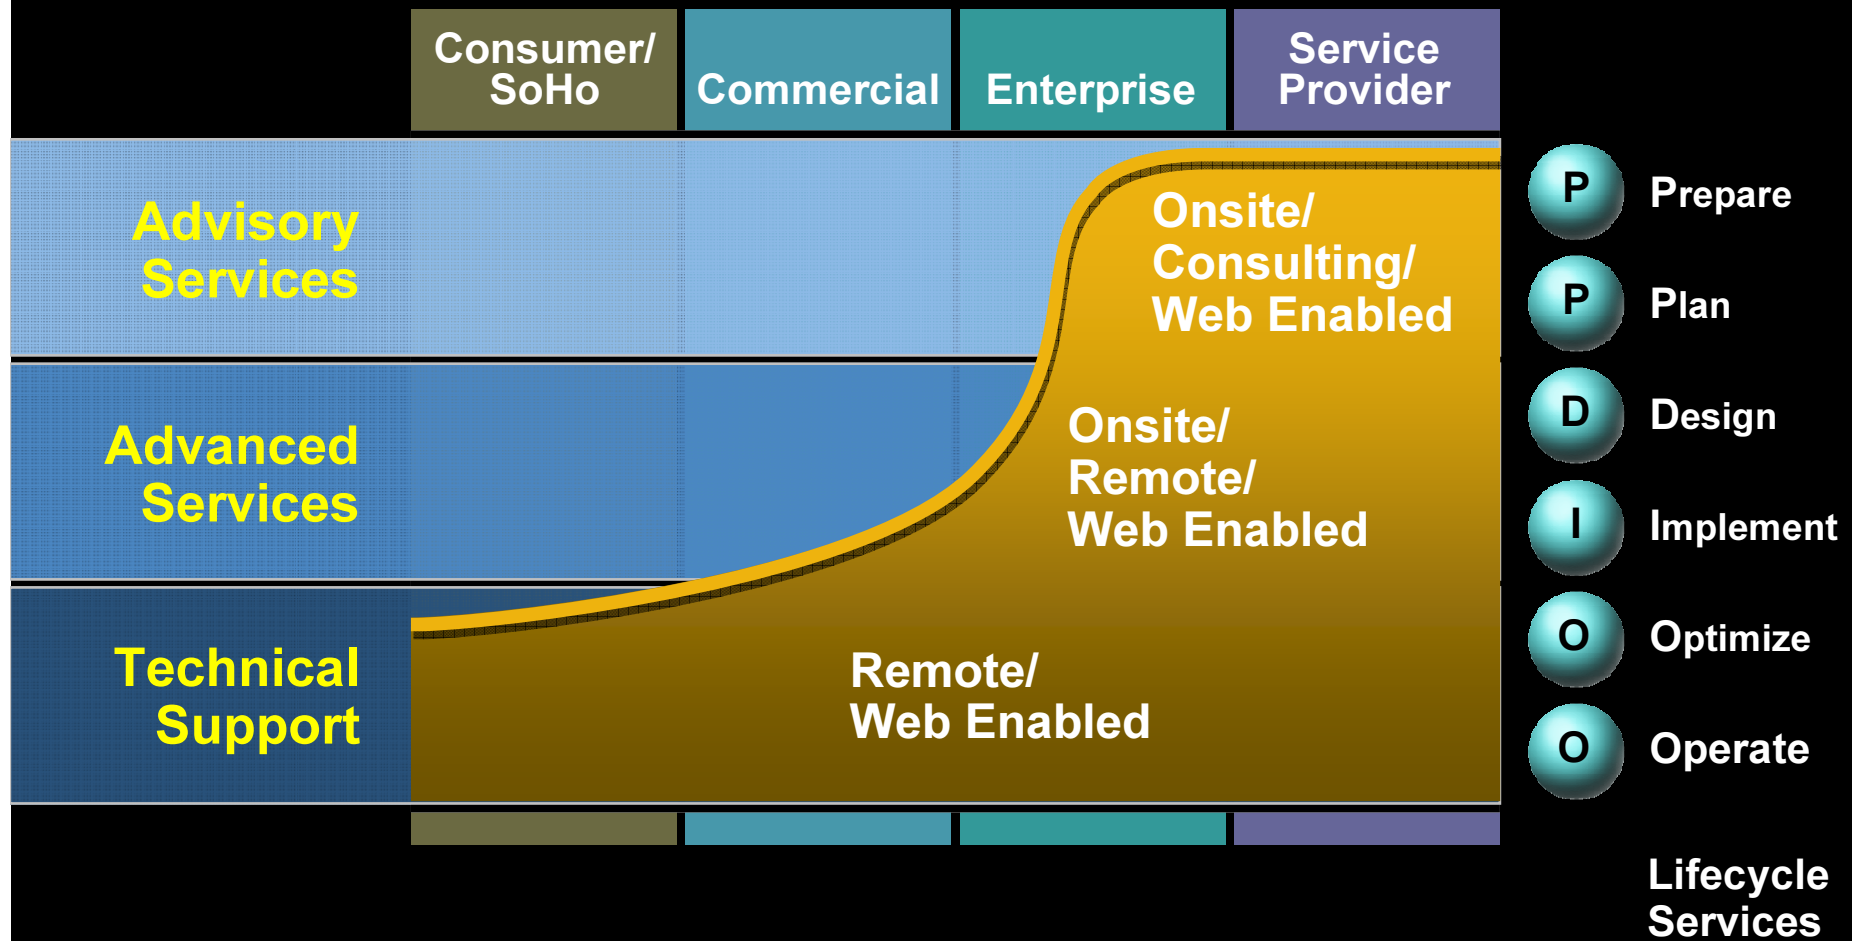 Consumer/
SoHo
Commercial
Enterprise
Service
Provider
Advisory
Services
Onsite/
Consulting/
Web Enabled
Advanced
Services
Onsite/
Remote/
Web Enabled
Technical
Support
Remote/
Web Enabled
P Prepare
P Plan
D Design
I Implement
O Optimize
O Operate
Lifecycle
Services